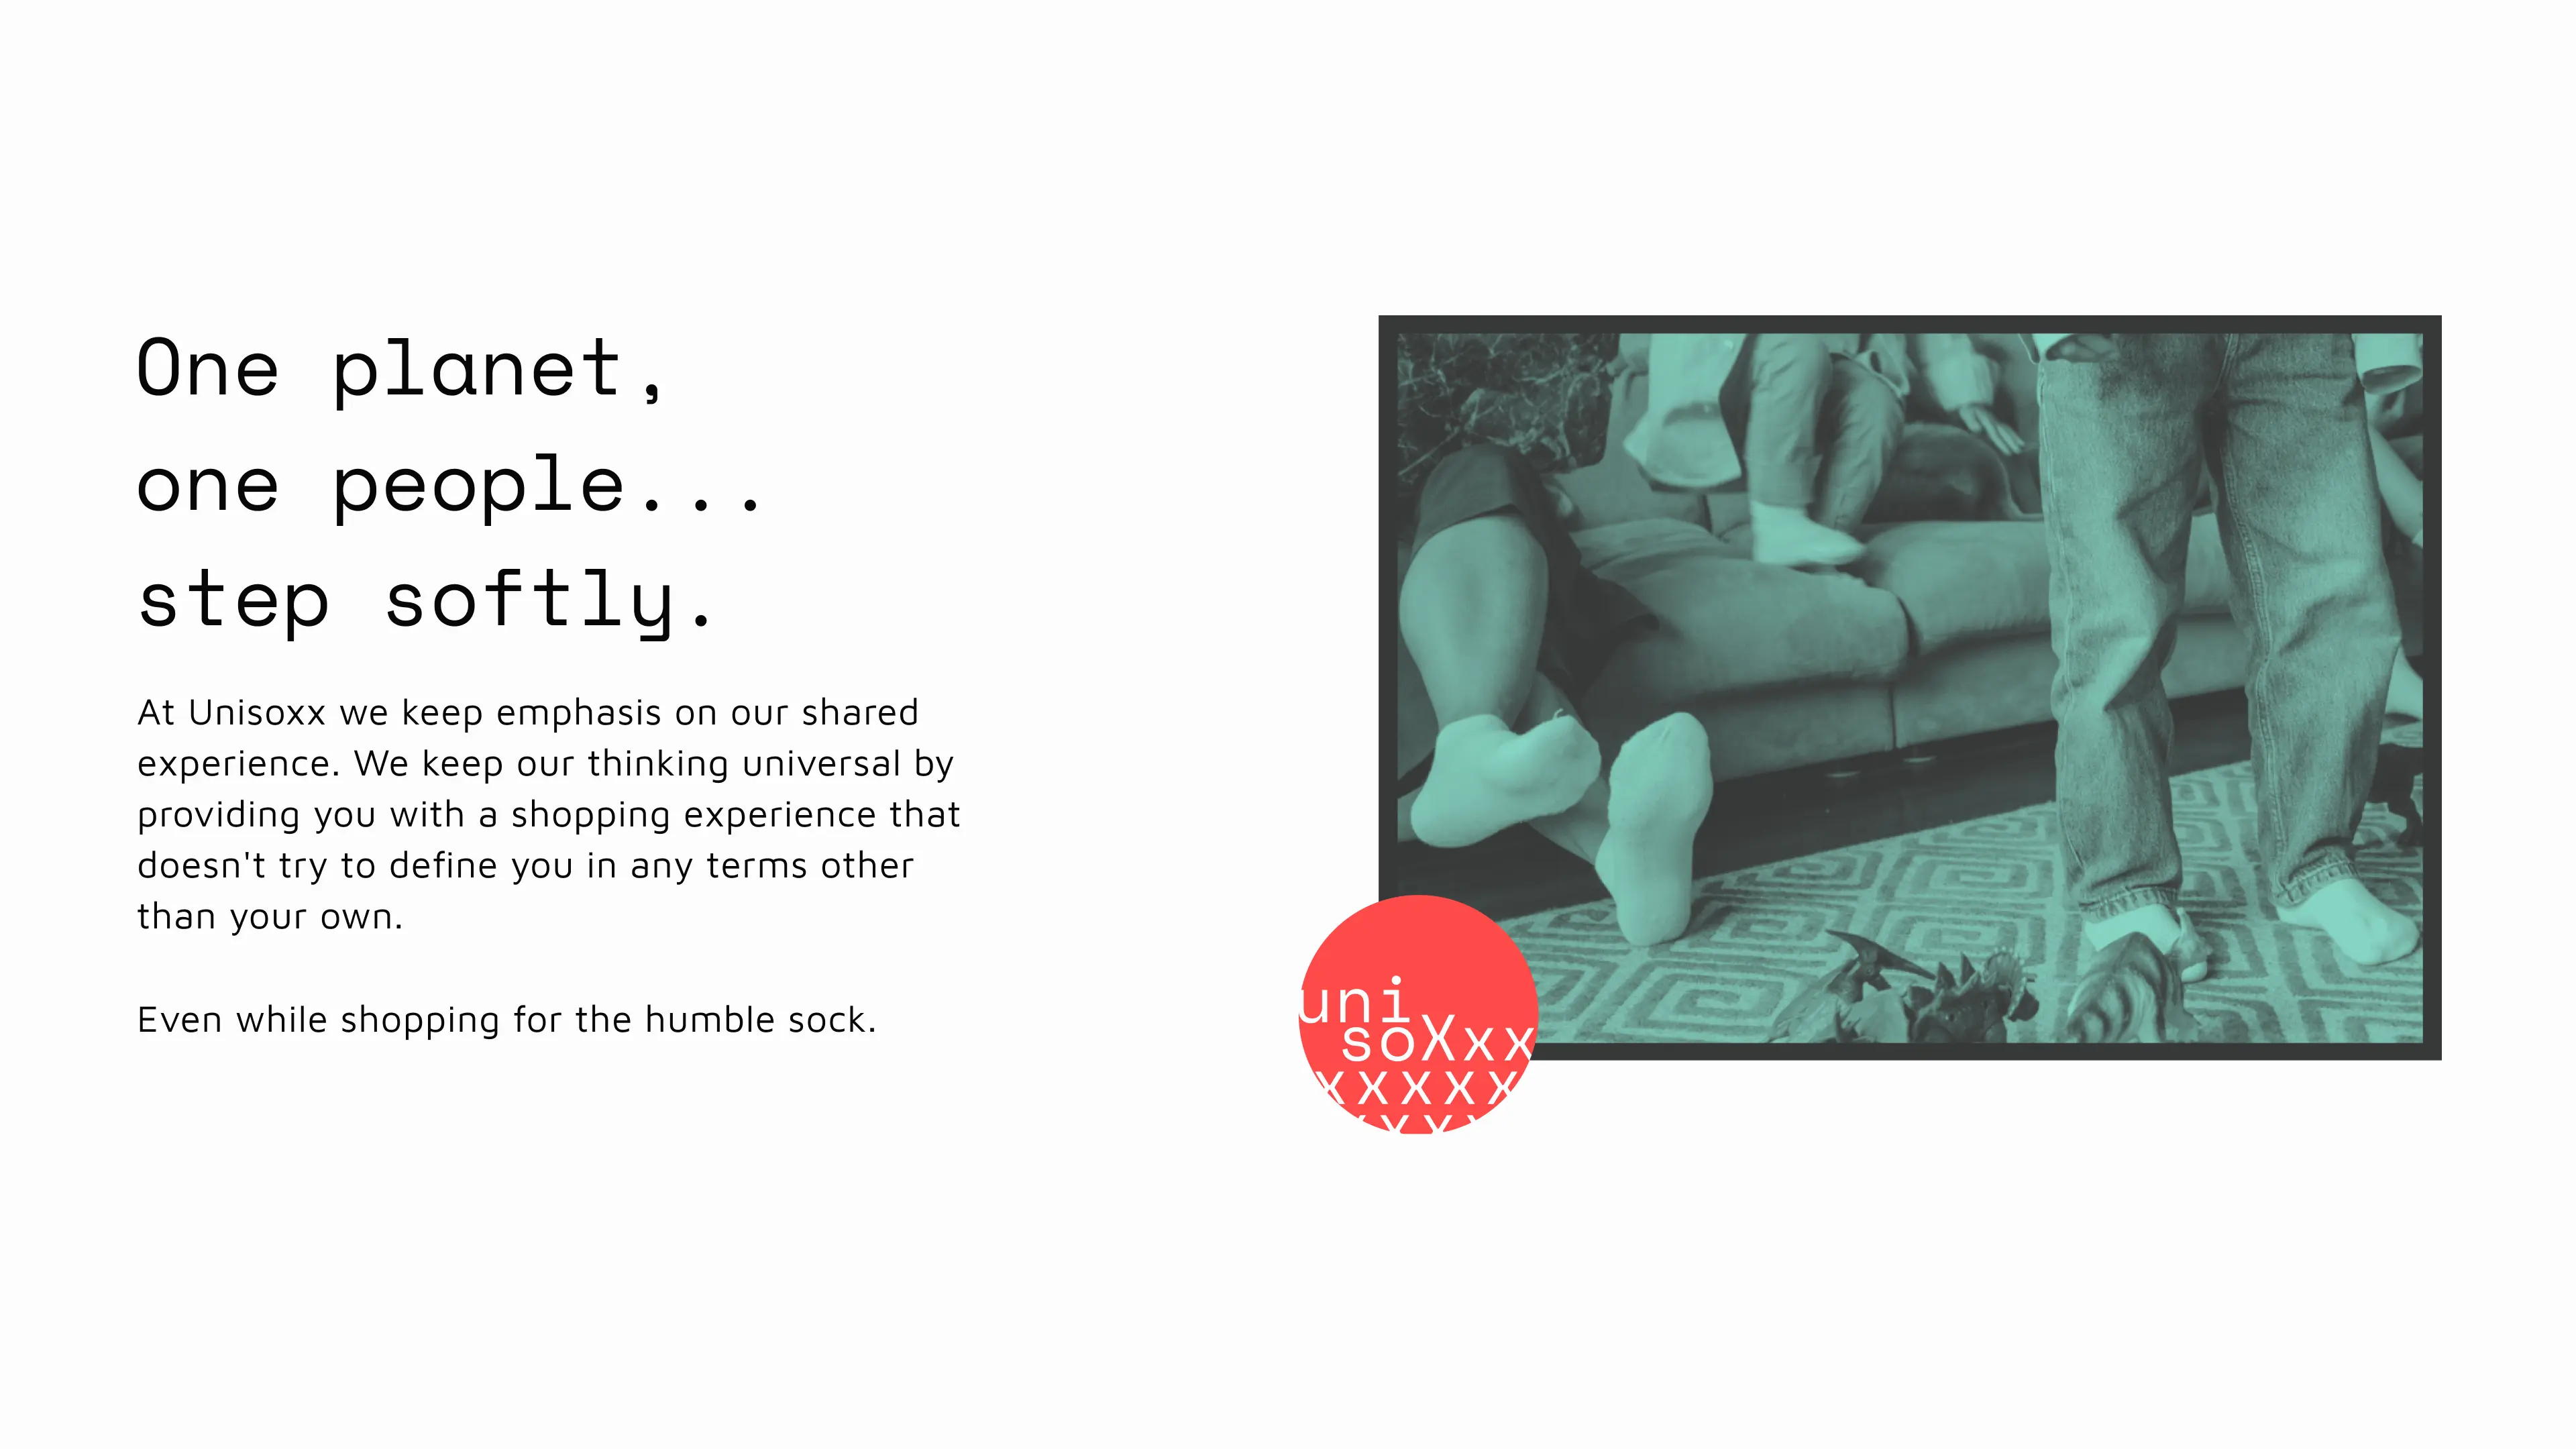 One planet,
one people...
step softly.
At Unisoxx we keep emphasis on our shared
experience. We keep our thinking universal by
providing you with a shopping experience that
doesn't try to define you in any terms other
than your own.
Even while shopping for the humble sock.
uni
soXxx
xxxxx
xxxx